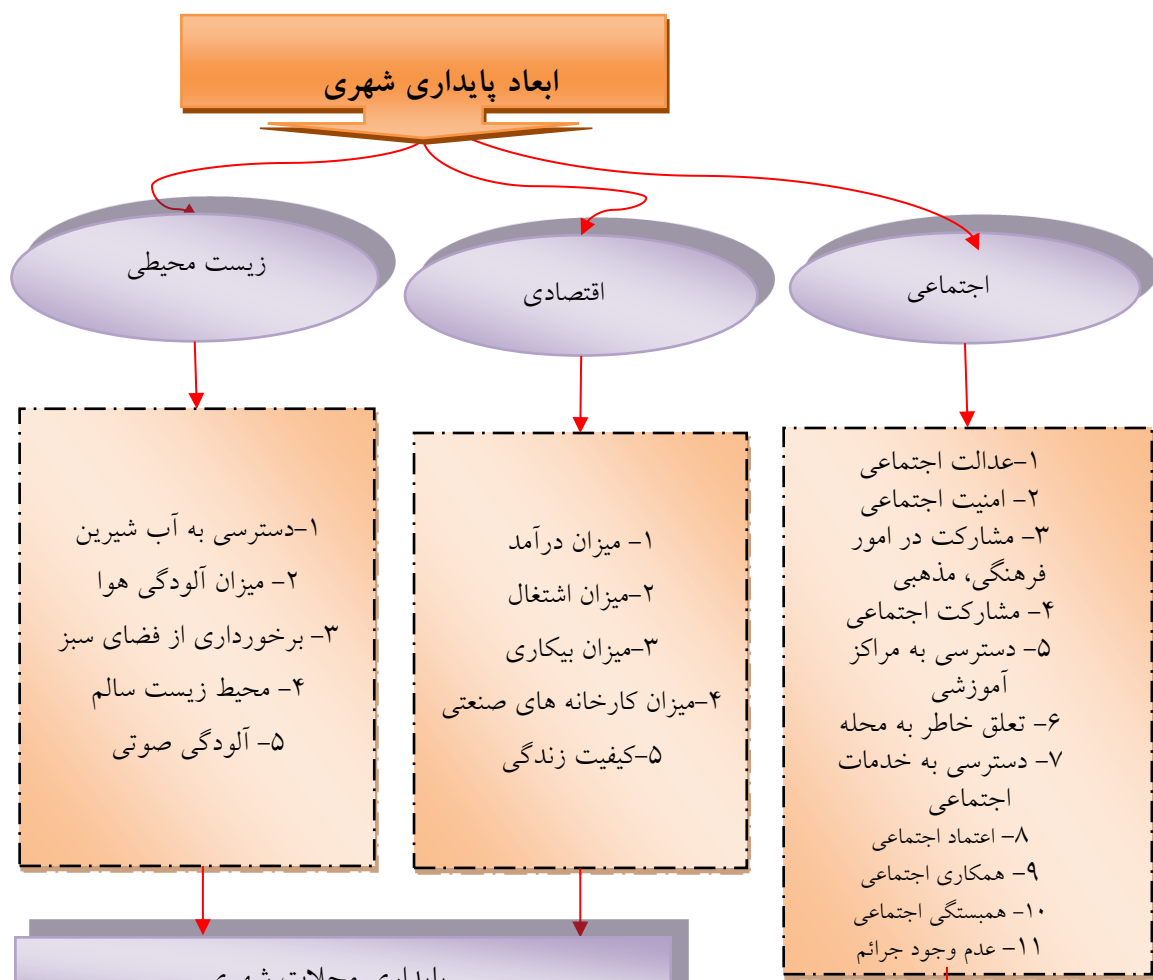 ابعاد پایداری شهری
اجتماعی
اقتصادی
زیست محیطی
۱-عدالت اجتماعی
۲- امنیت اجتماعی
۳- مشارکت در امور
فرهنگی، مذهبی
۴- مشارکت اجتماعی
۵- دسترسی به مراکز
آموزشی
۶- تعلق خاطر به محله
۷- دسترسی به خدمات
اجتماعی
۸- اعتماد اجتماعی
۹- همکاری اجتماعی
۱۰- همبستگی اجتماعی
۱۱- عدم وجود جرائم
۱- میزان درآمد
۲-میزان اشتغال
۳-میزان بیکاری
۴-میزان کارخانه های صنعتی
۵-کیفیت زندگی
۱-دسترسی به آب شیرین
۲- میزان آلودگی هوا
۳- برخورداری از فضای سبز
۴- محیط زیست سالم
۵- آلودگی صوتی
پایداری محلات شهری